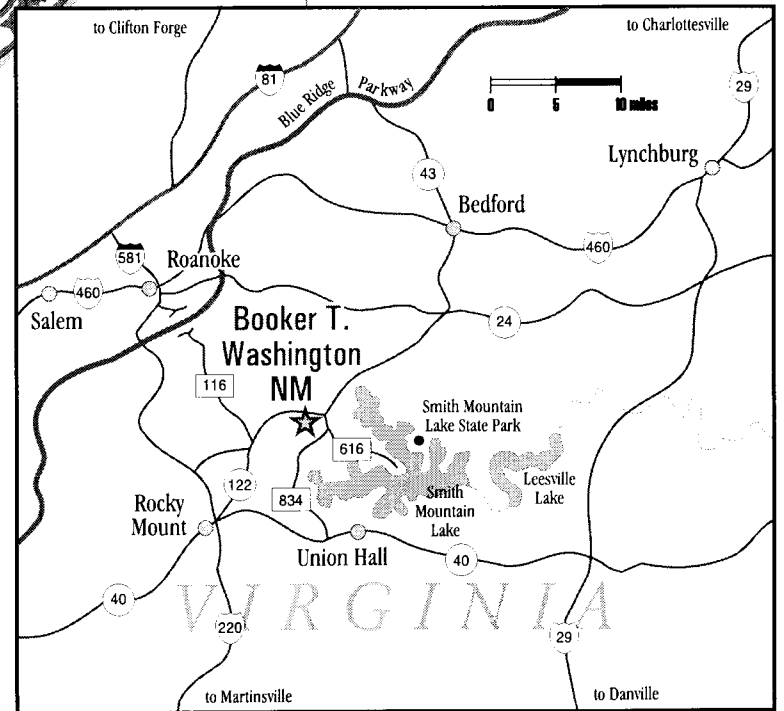 to Clifton Forge
to Charlottesville
81
Blue Ridge Parkway
0 5 10 miles
29
Lynchburg
43
Bedford
460
581
Roanoke
460
Salem
24
Booker T.
Washington
NM
116
Smith Mountain
Lake State Park
616
Leesville
Lake
122
834
Smith
Mountain
Lake
Rocky
Mount
Union Hall
40
40
VIRGINIA
220
29
to Martinsville
to Danville